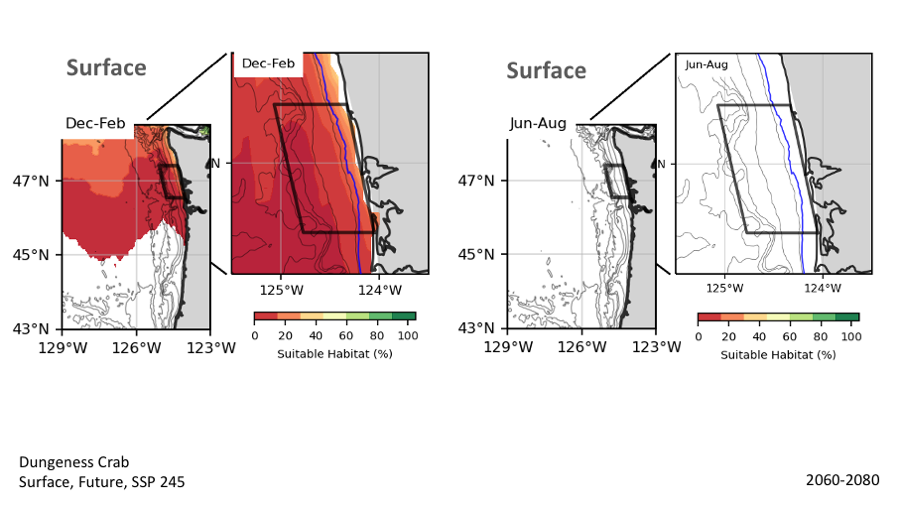 Surface
Dec-Feb
Dec-Feb
47°N
45°N
43°N
129°W 126°W 123°W
N
125°W 124°W
0 20 40 60 80 100
Suitable Habitat (%)
Surface
Jun-Aug
Jun-Aug
47°N
45°N
43°N
129°W 126°W 123°W
N
125°W 124°W
0 20 40 60 80 100
Suitable Habitat (%)
Dungeness Crab
Surface, Future, SSP 245
2060-2080